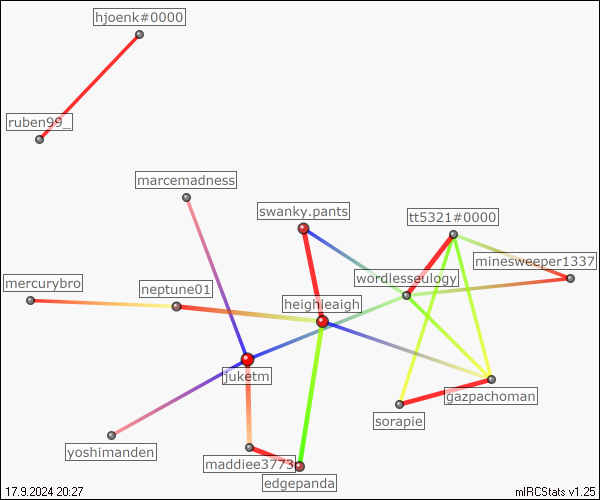 hjoenk#0000
ruben99_
marcemadness
swanky.pants
tt5321#0000
minesweeper1337
wordlesseulogy
mercurybro
neptune01
heighleaigh
juketm
gazpachoman
sorapie
yoshimanden
maddiee3773
edgepanda
17.9.2024 20:27
mIRCStats v1.25